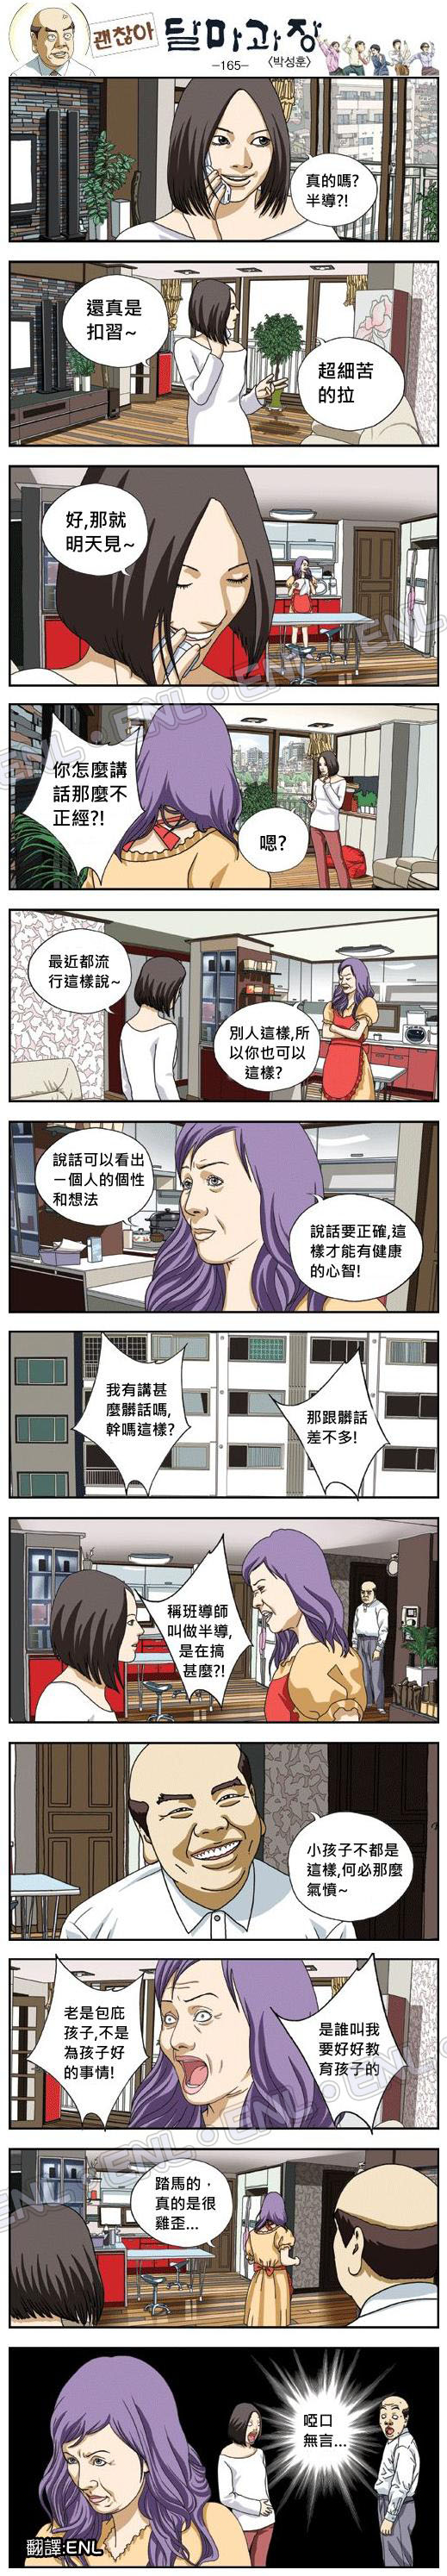 괜찮아
달마과장
-165-
〈박성훈〉
真的嗎?
半導?!
還真是
扣習~
超細苦
的拉
好,那就
明天見~
ENL·ENL·ENL·ENL
你怎麼講
話那麼不
正經?!
嗯?
最近都流
行這樣說~
別人這樣,所
以你也可以
這樣?
說話可以看出
一個人的個性
和想法
說話要正確,這
樣才能有健康
的心智!
我有講甚
麼髒話嗎,
幹嗎這樣?
那跟髒話
差不多!
稱班導師
叫做半導,
是在搞
甚麼?!
小孩子不都是
這樣,何必那麼
氣憤~
老是包庇
孩子,不是
為孩子好
的事情!
是誰叫我
要好好教
育孩子的
ENL·ENL·ENL·ENL
踏馬的，
真的是很
雞歪...
啞口
無言...
翻譯:ENL